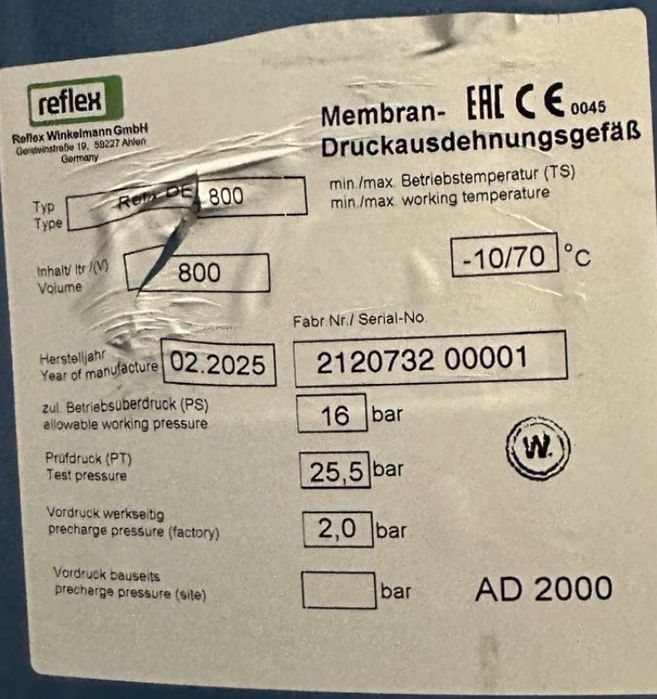 reflex
Reflex Winkelmann GmbH
Gersteinstraße 19, 59227 Ahlen
Germany
Membran- EAC CE 0045
Druckausdehnungsgefäß
Typ
Type
Refix DE 800
min./max. Betriebstemperatur (TS)
min./max. working temperature
-10/70 °C
Inhalt/ ltr./(V)
Volume
800
Fabr Nr./ Serial-No.
2120732 00001
Herstelljahr
Year of manufacture
02.2025
zul. Betriebsüberdruck (PS)
allowable working pressure
16 bar
Prüfdruck (PT)
Test pressure
25,5 bar
W.
Vordruck werkseitig
precharge pressure (factory)
2,0 bar
Vordruck bauseits
precharge pressure (site)
bar
AD 2000